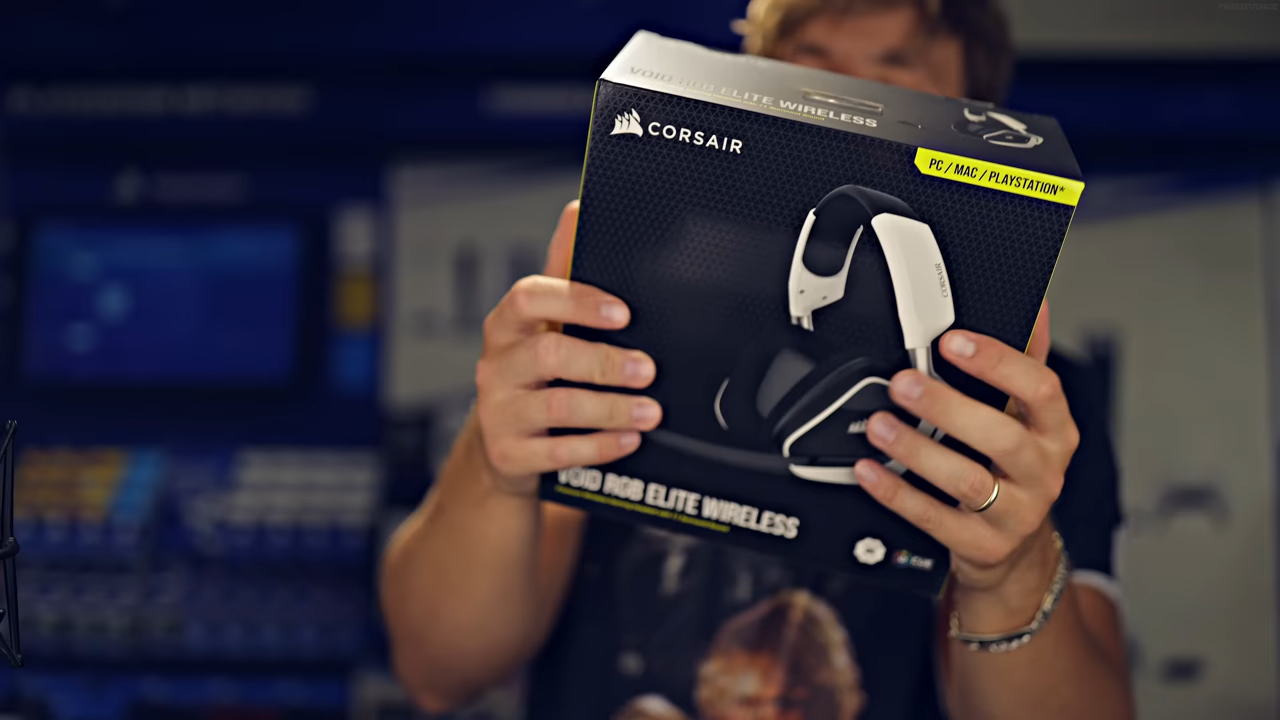 VOID RGB ELITE WIRELESS
CORSAIR
PC / MAC / PLAYSTATION*
CORSAIR
VOID RGB ELITE WIRELESS